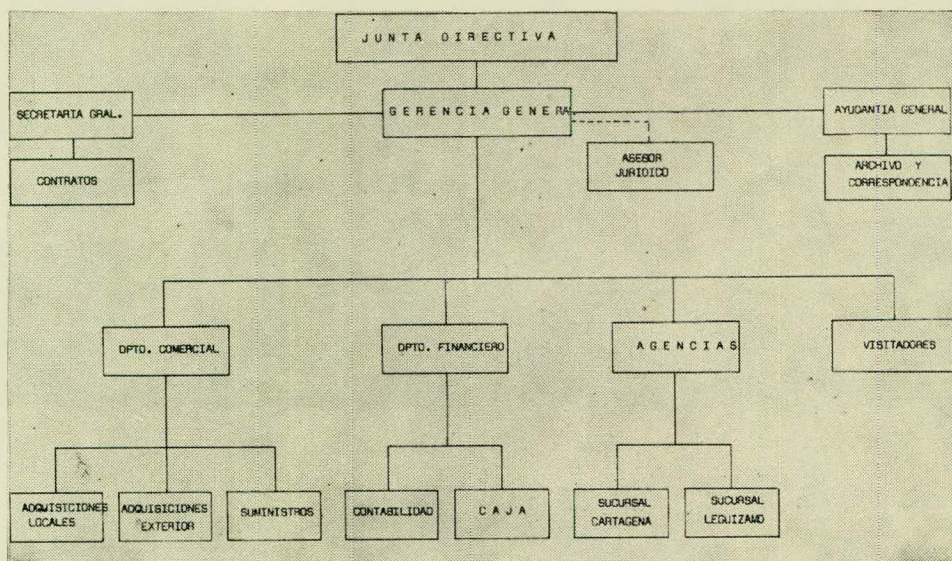 JUNTA DIRECTIVA
SECRETARIA GRAL.
GERENCIA GENERA
AYUDANTIA GENERAL
CONTRATOS
ASESOR
JURIDICO
ARCHIVO Y
CORRESPONDENCIA
DPTO. COMERCIAL
DPTO. FINANCIERO
AGENCIAS
VISITADORES
ADQUISICIONES
LOCALES
ADQUISICIONES
EXTERIOR
SUMINISTROS
CONTABILIDAD
CAJA
SUCURSAL
CARTAGENA
SUCURSAL
LEGUIZAMO